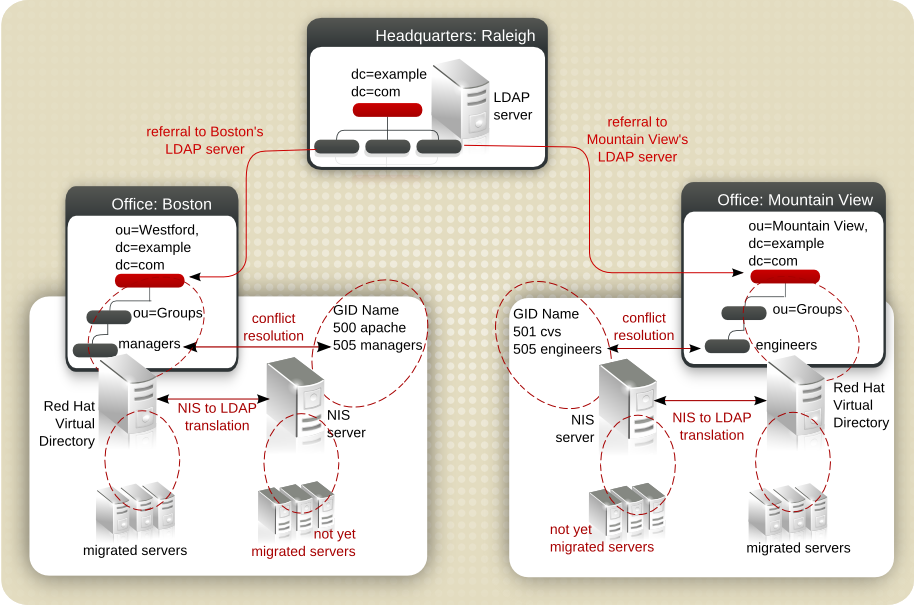 Headquarters: Raleigh
dc=example
dc=com
LDAP
server
referral to Boston's
LDAP server
referral to
Mountain View's
LDAP server
Office: Boston
ou=Westford,
dc=example
dc=com
ou=Groups
managers
conflict
resolution
GID Name
500 apache
505 managers
Red Hat
Virtual
Directory
NIS to LDAP
translation
NIS
server
migrated servers
not yet
migrated servers
Office: Mountain View
ou=Mountain View,
dc=example
dc=com
ou=Groups
engineers
GID Name
501 cvs
505 engineers
conflict
resolution
NIS
server
NIS to LDAP
translation
Red Hat
Virtual
Directory
not yet
migrated servers
migrated servers